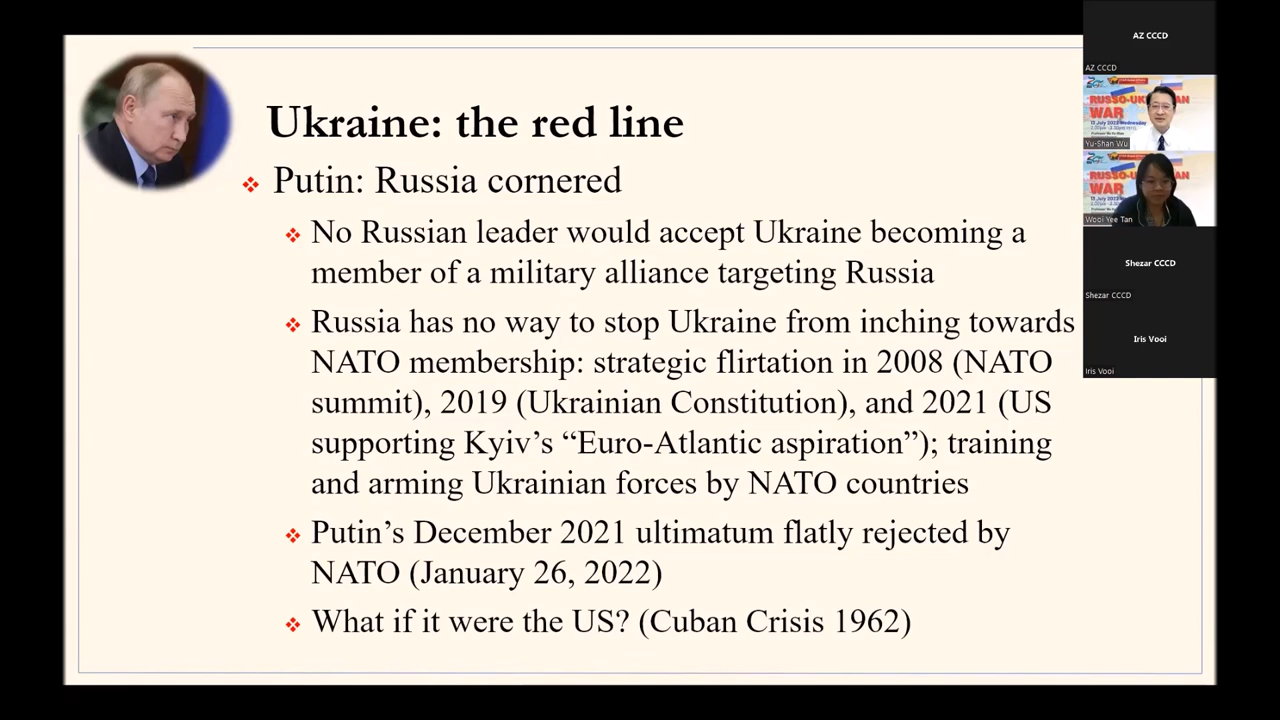 Ukraine: the red line
Putin: Russia cornered
No Russian leader would accept Ukraine becoming a
member of a military alliance targeting Russia
Russia has no way to stop Ukraine from inching towards
NATO membership: strategic flirtation in 2008 (NATO
summit), 2019 (Ukrainian Constitution), and 2021 (US
supporting Kyiv’s “Euro-Atlantic aspiration”); training
and arming Ukrainian forces by NATO countries
Putin’s December 2021 ultimatum flatly rejected by
NATO (January 26, 2022)
What if it were the US? (Cuban Crisis 1962)
AZ CCCD
AZ CCCD
WAR
Yu-Shan Wu
WAR
Wooi Yee Tan
Shezar CCCD
Shezar CCCD
Iris Vooi
Iris Vooi